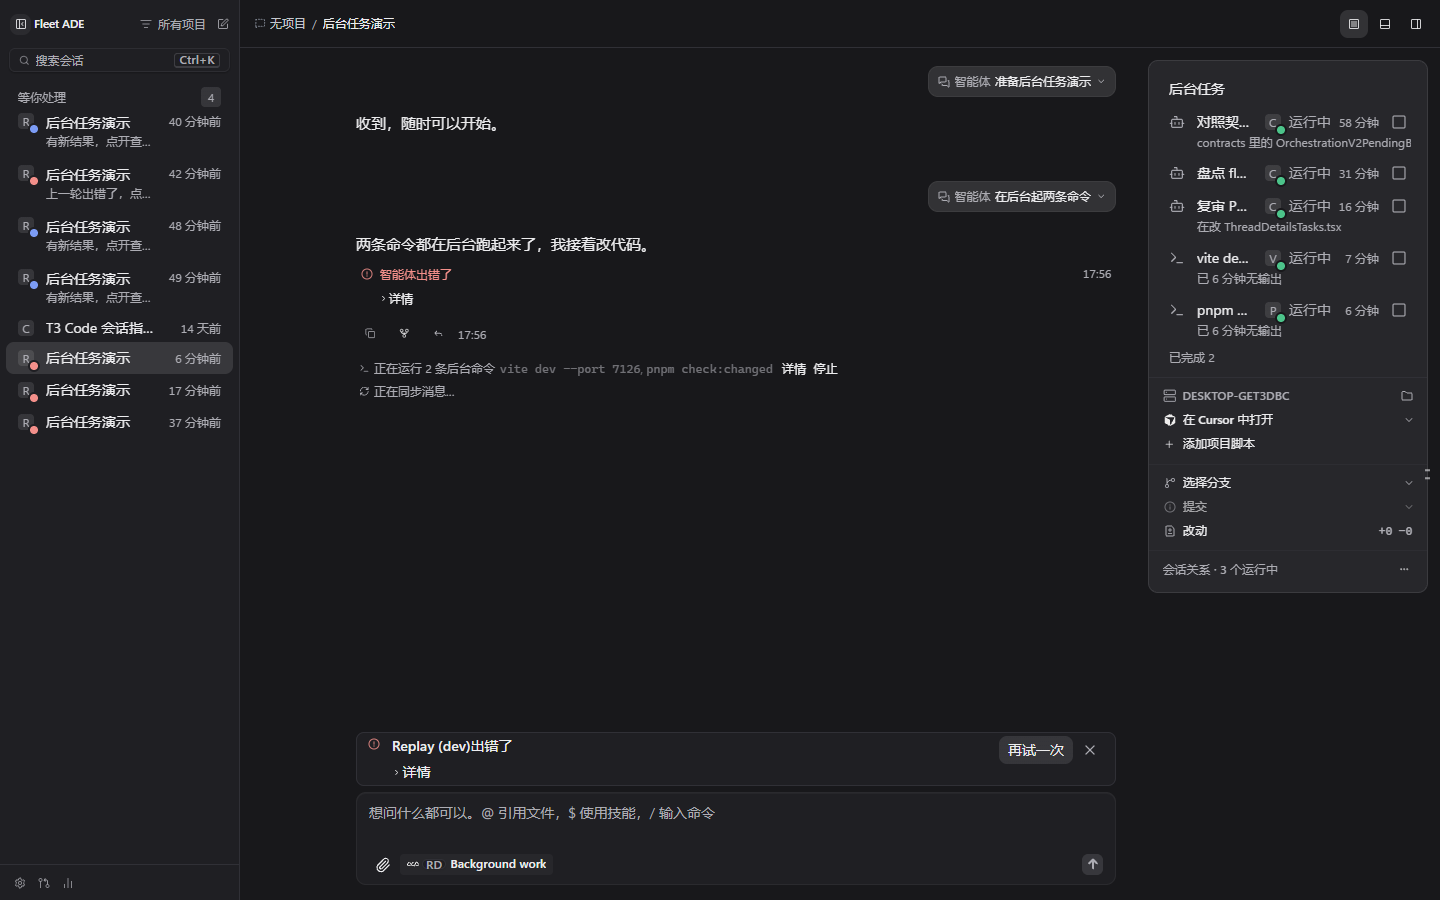 Fleet ADE
所有项目
搜索会话 Ctrl+K
等你处理 4
R 后台任务演示 40 分钟前
有新结果，点开查...
R 后台任务演示 42 分钟前
上一轮出错了，点...
R 后台任务演示 48 分钟前
有新结果，点开查...
R 后台任务演示 49 分钟前
有新结果，点开查...
C T3 Code 会话指... 14 天前
R 后台任务演示 6 分钟前
R 后台任务演示 17 分钟前
R 后台任务演示 37 分钟前
无项目 / 后台任务演示
智能体 准备后台任务演示
收到，随时可以开始。
智能体 在后台起两条命令
两条命令都在后台跑起来了，我接着改代码。
智能体出错了 17:56
详情
17:56
正在运行 2 条后台命令 vite dev --port 7126, pnpm check:changed 详情 停止
正在同步消息...
Replay (dev)出错了 再试一次
详情
想问什么都可以。@ 引用文件，$ 使用技能，/ 输入命令
RD Background work
后台任务
对照契... C 运行中 58 分钟
contracts 里的 OrchestrationV2PendingB
盘点 fl... C 运行中 31 分钟
复审 P... C 运行中 16 分钟
在改 ThreadDetailsTasks.tsx
vite de... V 运行中 7 分钟
已 6 分钟无输出
pnpm ... P 运行中 6 分钟
已 6 分钟无输出
已完成 2
DESKTOP-GET3DBC
在 Cursor 中打开
添加项目脚本
选择分支
提交
改动 +0 −0
会话关系 · 3 个运行中